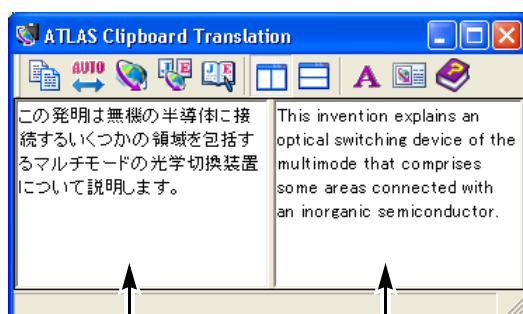 ATLAS Clipboard Translation
AUTO
この発明は無機の半導体に接
続するいくつかの領域を包括す
るマルチモードの光学切換装置
について説明します。
This invention explains an
optical switching device of the
multimode that comprises
some areas connected with
an inorganic semiconductor.